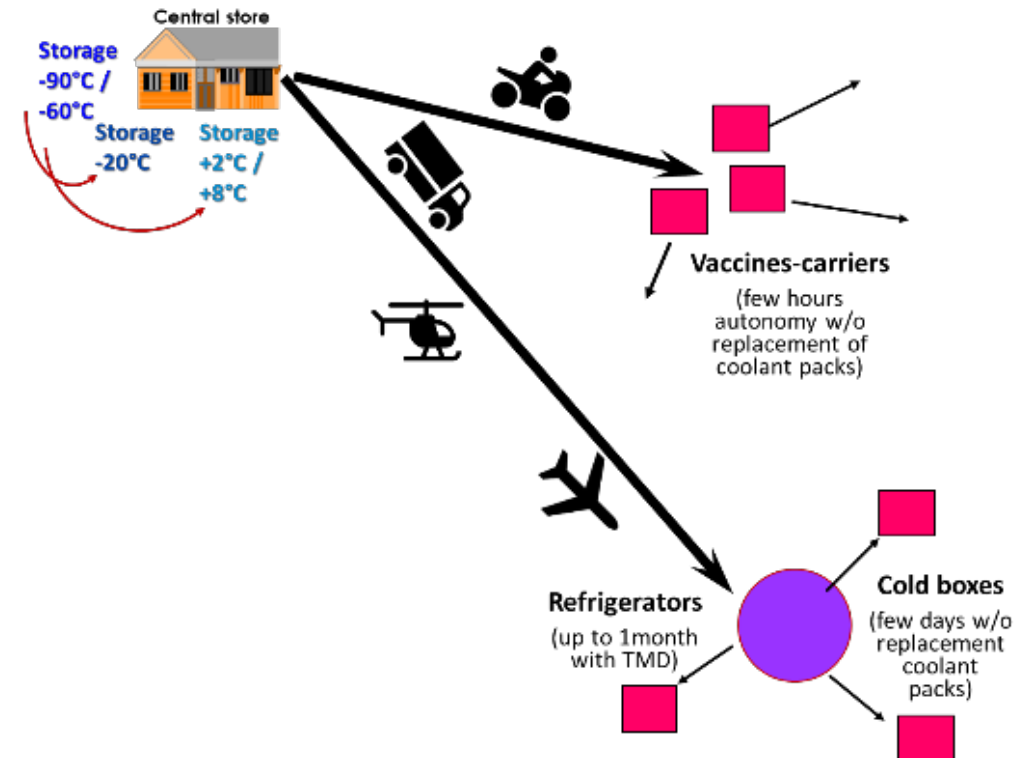 Central store
Storage
-90°C /
-60°C
Storage
-20°C
Storage
+2°C /
+8°C
Vaccines-carriers
(few hours
autonomy w/o
replacement of
coolant packs)
Refrigerators
(up to 1month
with TMD)
Cold boxes
(few days w/o
replacement
coolant
packs)